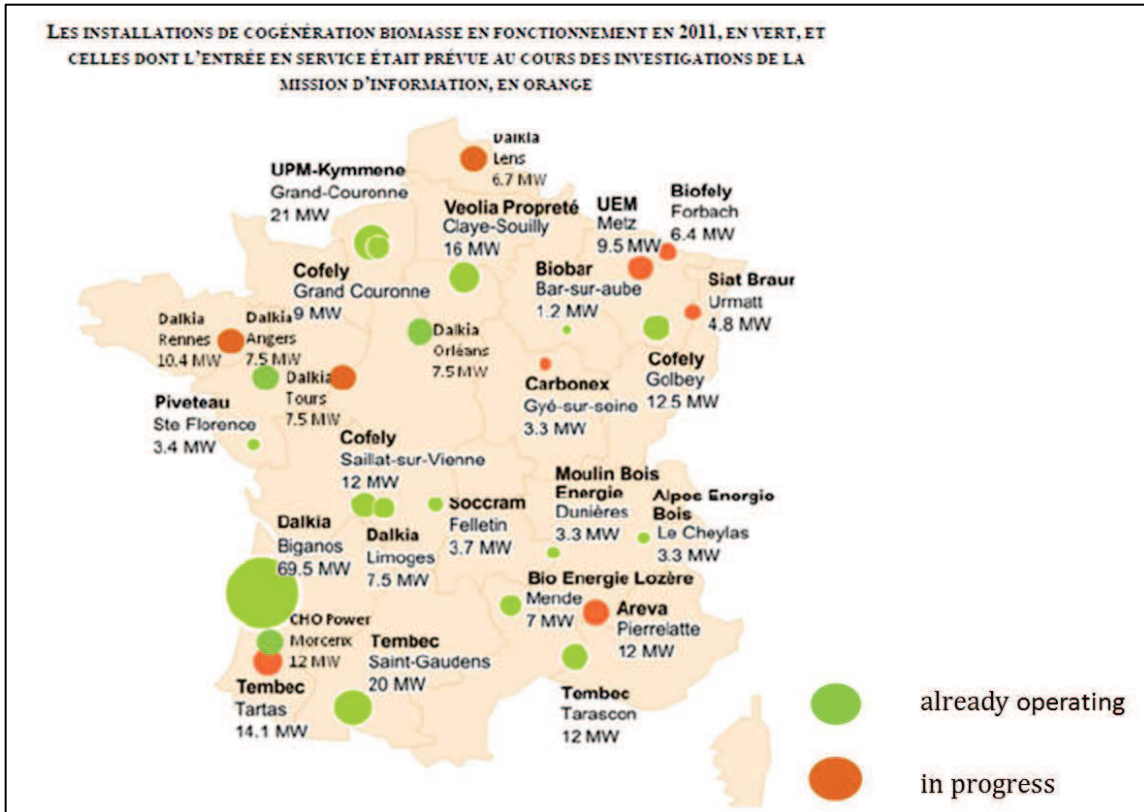 LES INSTALLATIONS DE COGÉNÉRATION BIOMASSE EN FONCTIONNEMENT EN 2011, EN VERT, ET
CELLES DONT L'ENTRÉE EN SERVICE ÉTAIT PRÉVUE AU COURS DES INVESTIGATIONS DE LA
MISSION D'INFORMATION, EN ORANGE
Dalkia
Lens
6.7 MW
UPM-Kymmene
Grand-Couronne
21 MW
Veolia Propreté
Claye-Souilly
16 MW
UEM
Metz
9.5 MW
Biofely
Forbach
6.4 MW
Cofely
Grand Couronne
9 MW
Biobar
Bar-sur-aube
1.2 MW
Siat Braun
Urmatt
4.8 MW
Dalkia
Rennes
10.4 MW
Dalkia
Angers
7.5 MW
Dalkia
Orléans
7.5 MW
Cofely
Golbey
12.5 MW
Dalkia
Tours
7.5 MW
Carbonex
Gyé-sur-seine
3.3 MW
Piveteau
Ste Florence
3.4 MW
Cofely
Saillat-sur-Vienne
12 MW
Soccram
Felletin
3.7 MW
Moulin Bois
Energie
Dunières
3.3 MW
Alpes Energie
Bois
Le Cheylas
3.3 MW
Dalkia
Biganos
69.5 MW
Dalkia
Limoges
7.5 MW
Bio Energie Lozère
Mende
7 MW
Areva
Pierrelatte
12 MW
CHO Power
Morcenx
12 MW
Tembec
Saint-Gaudens
20 MW
Tembec
Tartas
14.1 MW
Tembec
Tarascon
12 MW
already operating
in progress